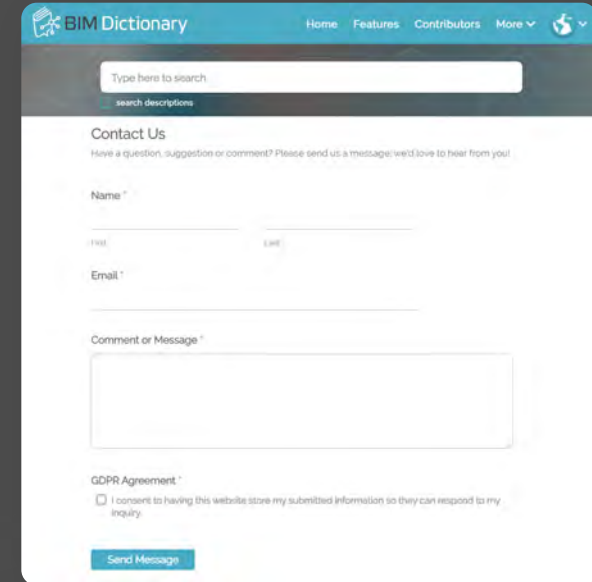 BIM Dictionary
Home Features Contributors More
Type here to search
search descriptions
Contact Us
Have a question, suggestion or comment? Please send us a message; we'd love to hear from you!
Name *
First Last
Email *
Comment or Message *
GDPR Agreement *
I consent to having this website store my submitted information so they can respond to my
inquiry.
Send Message